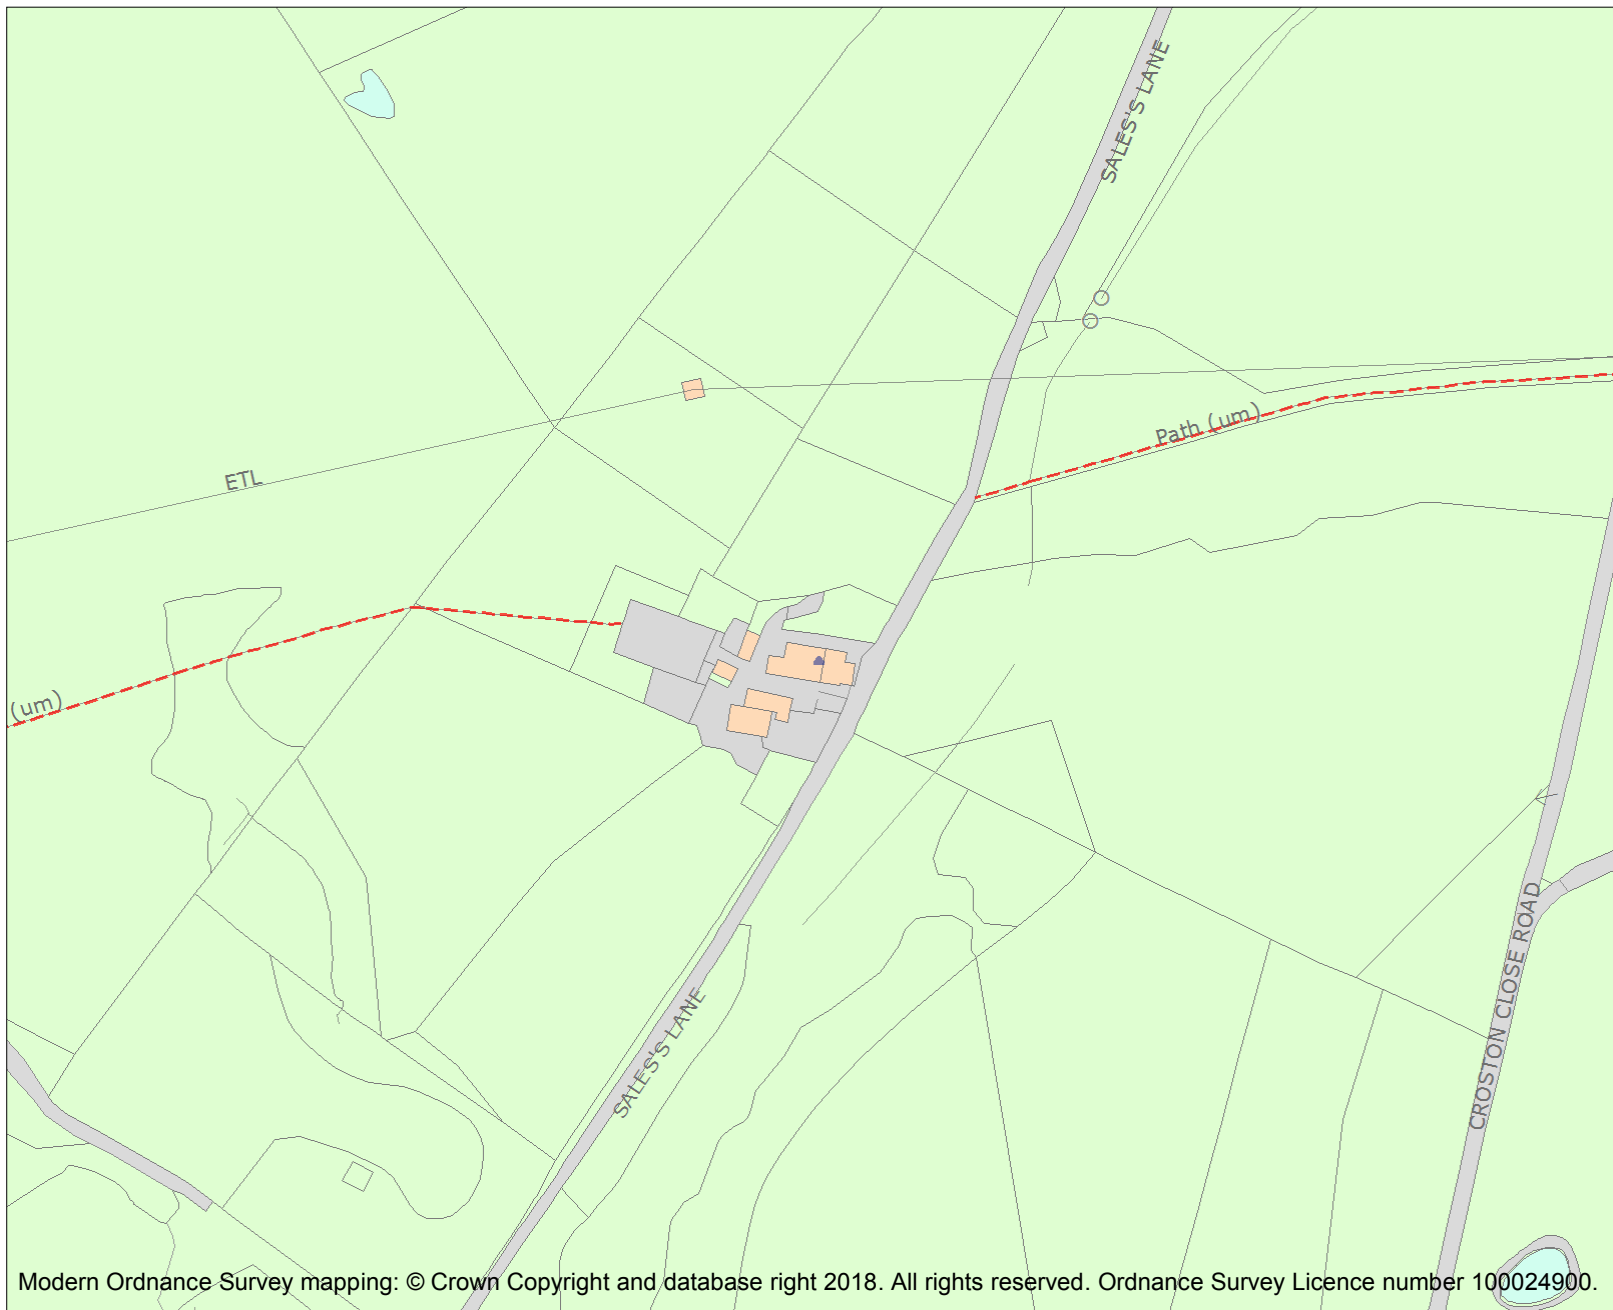 SALES'S LANE
Path (um)
ETL
(um)
CROSTON CLOSE ROAD
SALES'S LANE
Modern Ordnance Survey mapping: © Crown Copyright and database right 2018. All rights reserved. Ordnance Survey Licence number 100024900.